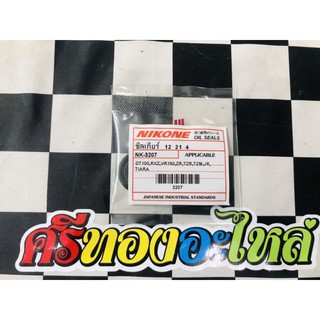 NIKONE
OIL SEALS
ซีลเกียร์ 12 21 4
NK-3207
APPLICABLE
DT100,RXZ,VR150,ZR,TZR,TZM,JR,
TIARA
3207
JAPANESE INDUSTRIAL STANDARDS
ศรีทองอะไหล่